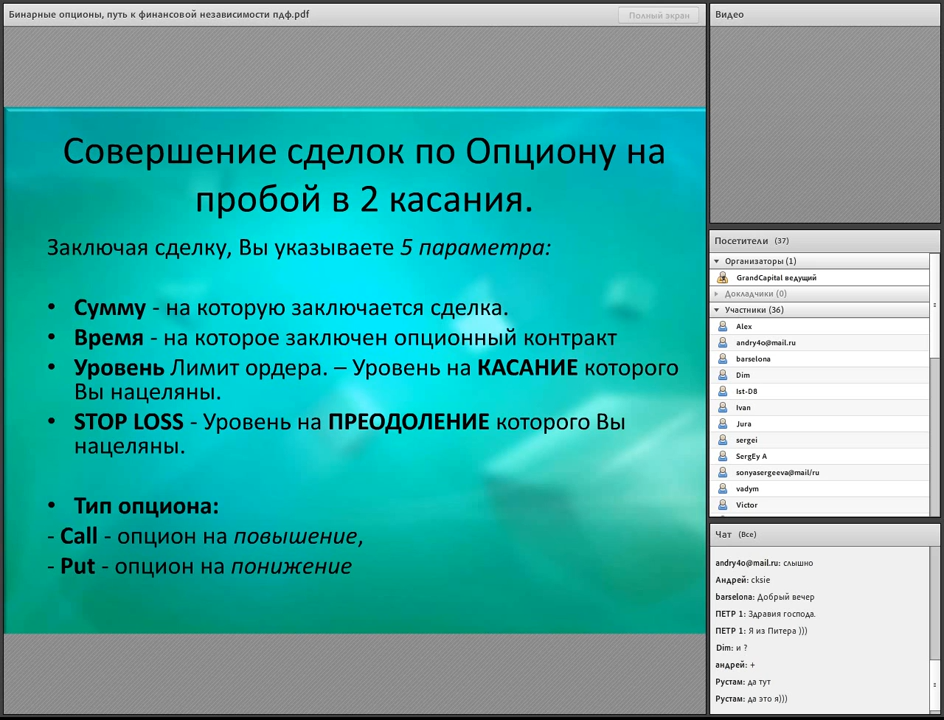 Бинарные опционы, путь к финансовой независимости пдф.pdf
Полный экран
Совершение сделок по Опциону на
пробой в 2 касания.
Заключая сделку, Вы указываете 5 параметра:
• Сумму - на которую заключается сделка.
• Время - на которое заключен опционный контракт
• Уровень Лимит ордера. – Уровень на КАСАНИЕ которого
Вы нацеляны.
• STOP LOSS - Уровень на ПРЕОДОЛЕНИЕ которого Вы
нацеляны.
• Тип опциона:
- Call - опцион на повышение,
- Put - опцион на понижение
Видео
Посетители (37)
Организаторы (1)
GrandCapital ведущий
Докладчики (0)
Участники (36)
Alex
andry4o@mail.ru
barselona
Dim
Ist-D8
Ivan
Jura
sergei
SergEy A
sonyasergeeva@mail/ru
vadym
Victor
Чат (Все)
andry4o@mail.ru: слышно
Андрей: cksie
barselona: Добрый вечер
ПЕТР 1: Здравия господа.
ПЕТР 1: Я из Питера )))
Dim: и ?
андрей: +
Рустам: да тут
Рустам: да это я)))